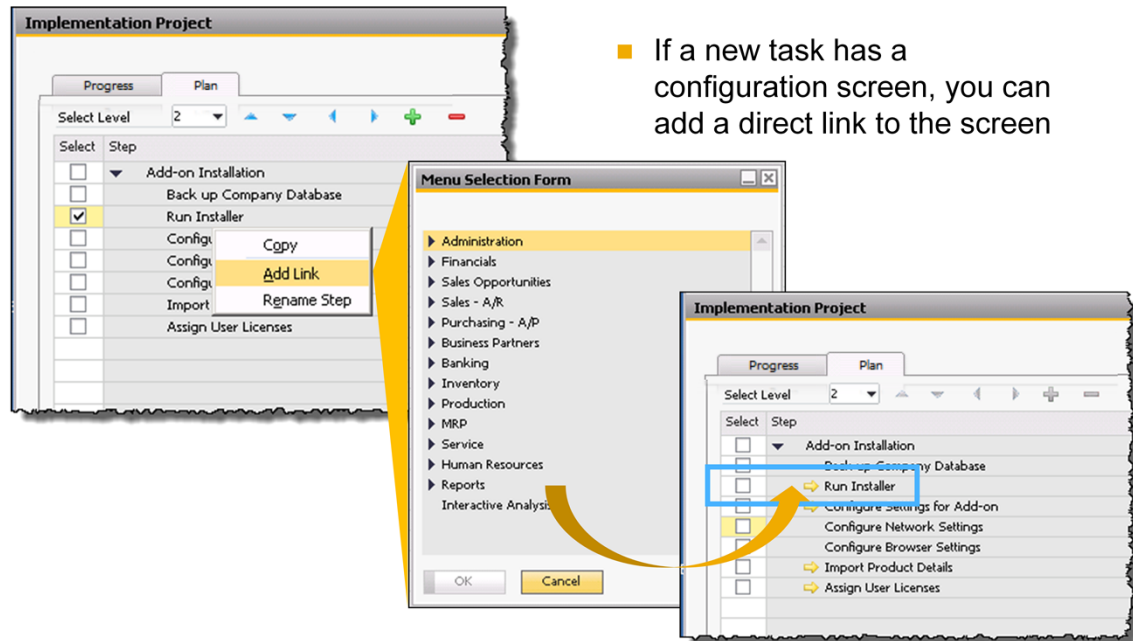 Implementation Project
Progress Plan
Select Level 2
Select Step
Add-on Installation
Back up Company Database
Run Installer
Configu
Configu
Configu
Import
Assign User Licenses
Copy
Add Link
Rename Step
If a new task has a
configuration screen, you can
add a direct link to the screen
Menu Selection Form
Administration
Financials
Sales Opportunities
Sales - A/R
Purchasing - A/P
Business Partners
Banking
Inventory
Production
MRP
Service
Human Resources
Reports
Interactive Analysis
OK Cancel
Implementation Project
Progress Plan
Select Level 2
Select Step
Add-on Installation
Back up Company Database
Run Installer
Configure Settings for Add-on
Configure Network Settings
Configure Browser Settings
Import Product Details
Assign User Licenses